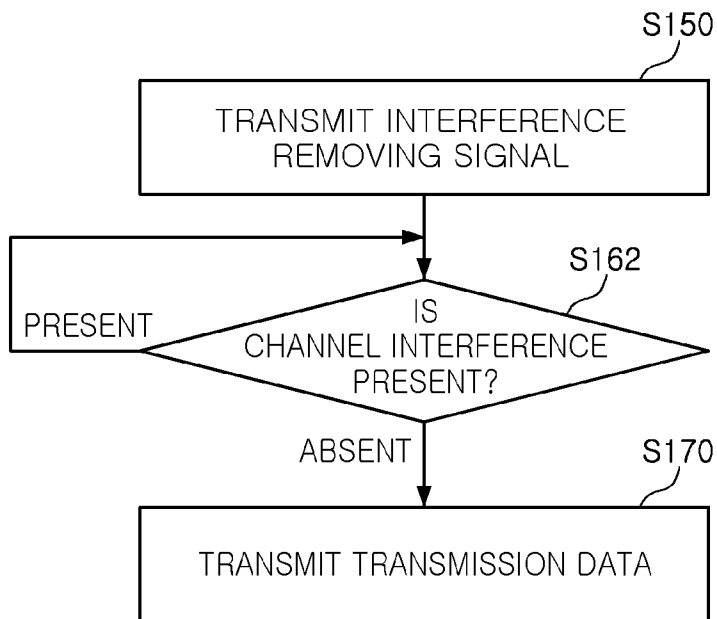 S150
TRANSMIT INTERFERENCE
REMOVING SIGNAL
S162
PRESENT
IS
CHANNEL INTERFERENCE
PRESENT?
ABSENT
S170
TRANSMIT TRANSMISSION DATA